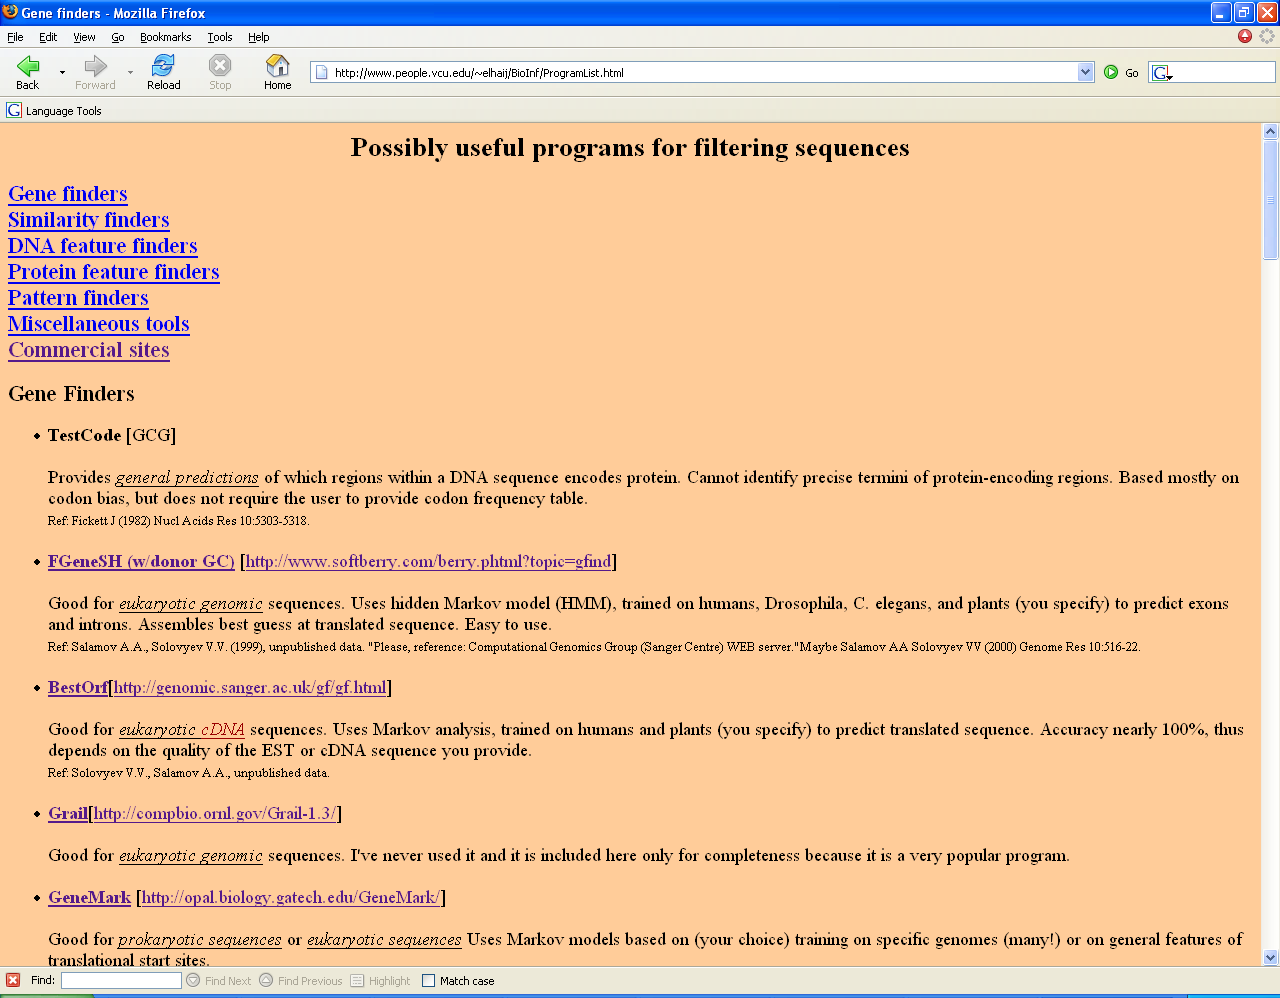 Gene finders - Mozilla Firefox
File Edit View Go Bookmarks Tools Help
Back Forward Reload Stop Home http://www.people.vcu.edu/~elhaij/BioInf/ProgramList.html Go G
G Language Tools
Possibly useful programs for filtering sequences
Gene finders
Similarity finders
DNA feature finders
Protein feature finders
Pattern finders
Miscellaneous tools
Commercial sites
Gene Finders
TestCode [GCG]
Provides general predictions of which regions within a DNA sequence encodes protein. Cannot identify precise termini of protein-encoding regions. Based mostly on
codon bias, but does not require the user to provide codon frequency table.
Ref: Fickett J (1982) Nucl Acids Res 10:5303-5318.
FGeneSH (w/donor GC) [http://www.softberry.com/berry.phtml?topic=gfind]
Good for eukaryotic genomic sequences. Uses hidden Markov model (HMM), trained on humans, Drosophila, C. elegans, and plants (you specify) to predict exons
and introns. Assembles best guess at translated sequence. Easy to use.
Ref: Salamov A.A., Solovyev V.V. (1999), unpublished data. "Please, reference: Computational Genomics Group (Sanger Centre) WEB server."Maybe Salamov AA Solovyev VV (2000) Genome Res 10:516-22.
BestOrf[http://genomic.sanger.ac.uk/gf/gf.html]
Good for eukaryotic cDNA sequences. Uses Markov analysis, trained on humans and plants (you specify) to predict translated sequence. Accuracy nearly 100%, thus
depends on the quality of the EST or cDNA sequence you provide.
Ref: Solovyev V.V., Salamov A.A., unpublished data.
Grail[http://compbio.ornl.gov/Grail-1.3/]
Good for eukaryotic genomic sequences. I've never used it and it is included here only for completeness because it is a very popular program.
GeneMark [http://opal.biology.gatech.edu/GeneMark/]
Good for prokaryotic sequences or eukaryotic sequences Uses Markov models based on (your choice) training on specific genomes (many!) or on general features of
translational start sites.
Find: Find Next Find Previous Highlight Match case